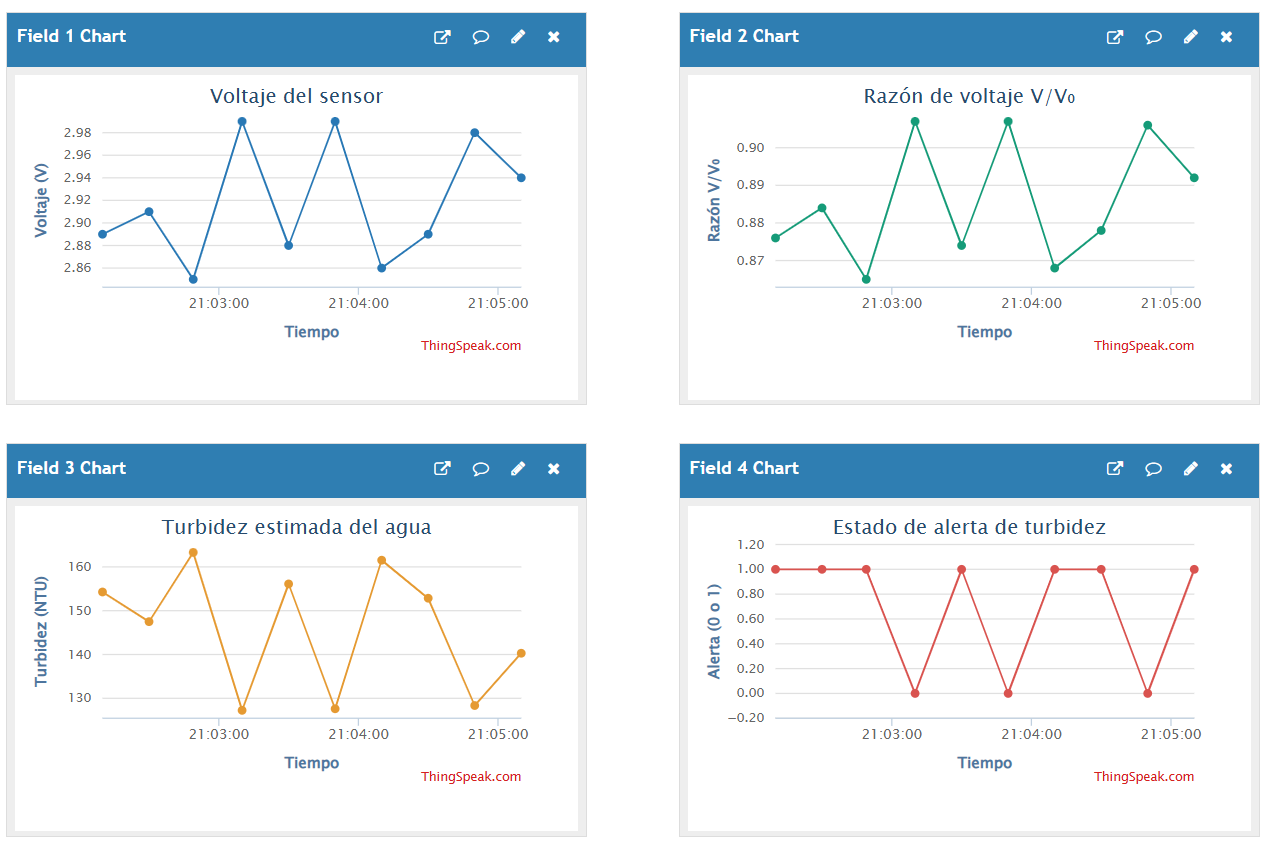 Field 1 Chart
Voltaje del sensor
Voltaje (V)
2.98
2.96
2.94
2.92
2.90
2.88
2.86
21:03:00 21:04:00 21:05:00
Tiempo
ThingSpeak.com
Field 2 Chart
Razón de voltaje V/V₀
Razón V/V₀
0.90
0.89
0.88
0.87
21:03:00 21:04:00 21:05:00
Tiempo
ThingSpeak.com
Field 3 Chart
Turbidez estimada del agua
Turbidez (NTU)
160
150
140
130
21:03:00 21:04:00 21:05:00
Tiempo
ThingSpeak.com
Field 4 Chart
Estado de alerta de turbidez
Alerta (0 o 1)
1.20
1.00
0.80
0.60
0.40
0.20
0.00
−0.20
21:03:00 21:04:00 21:05:00
Tiempo
ThingSpeak.com